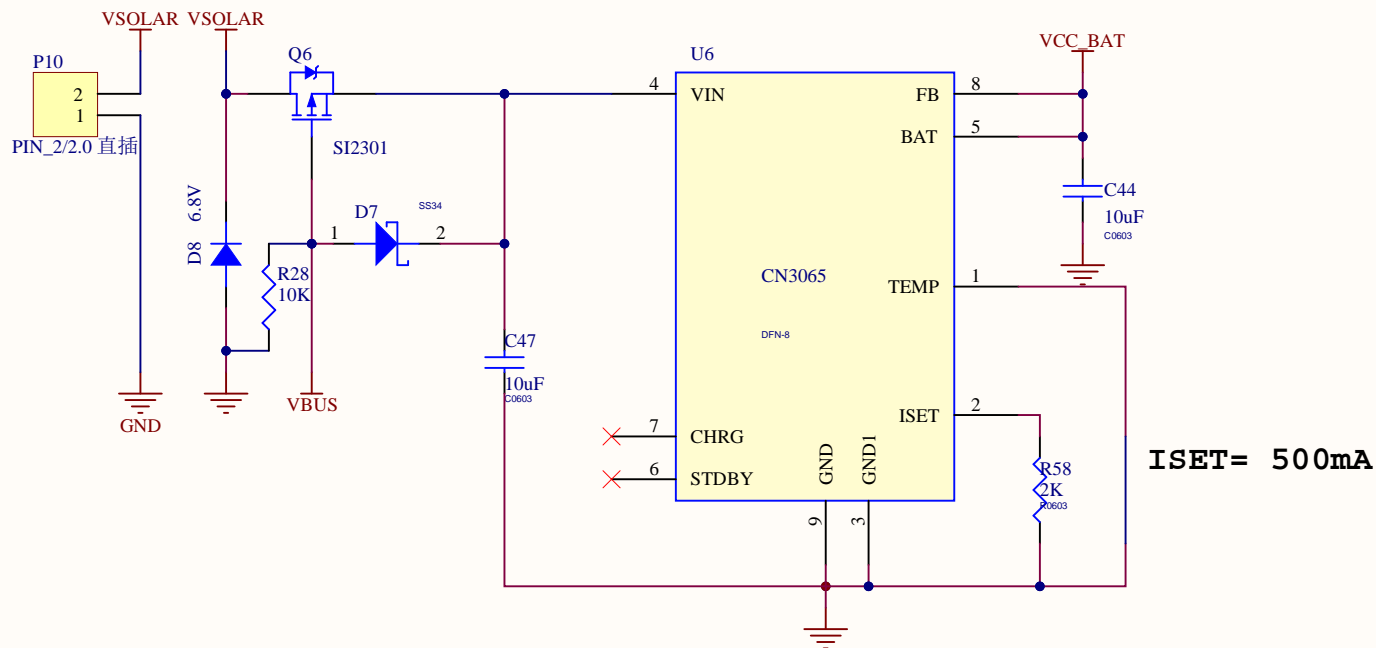 VSOLAR VSOLAR
P10
2
1
PIN_2/2.0 直插
GND
Q6
SI2301
D8 6.8V
R28
10K
VBUS
D7
SS34
1 2
C47
10uF
C0603
U6
4 VIN
7 CHRG
6 STDBY
CN3065
DFN-8
FB 8
BAT 5
TEMP 1
ISET 2
GND 9
GND1 3
VCC_BAT
C44
10uF
C0603
R58
2K
R0603
ISET= 500mA